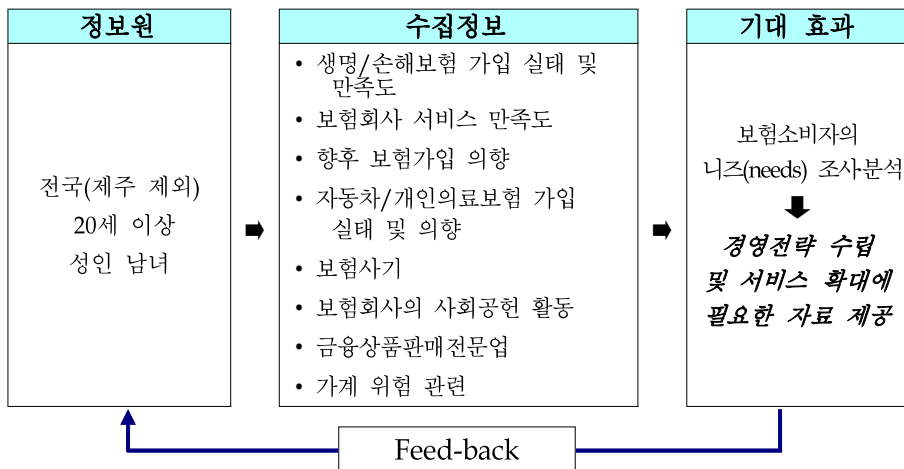 정보원
전국(제주 제외)
20세 이상
성인 남녀
수집정보
• 생명/손해보험 가입 실태 및
만족도
• 보험회사 서비스 만족도
• 향후 보험가입 의향
• 자동차/개인의료보험 가입
실태 및 의향
• 보험사기
• 보험회사의 사회공헌 활동
• 금융상품판매전문업
• 가계 위험 관련
기대 효과
보험소비자의
니즈(needs) 조사·분석
경영전략 수립
및 서비스 확대에
필요한 자료 제공
Feed-back